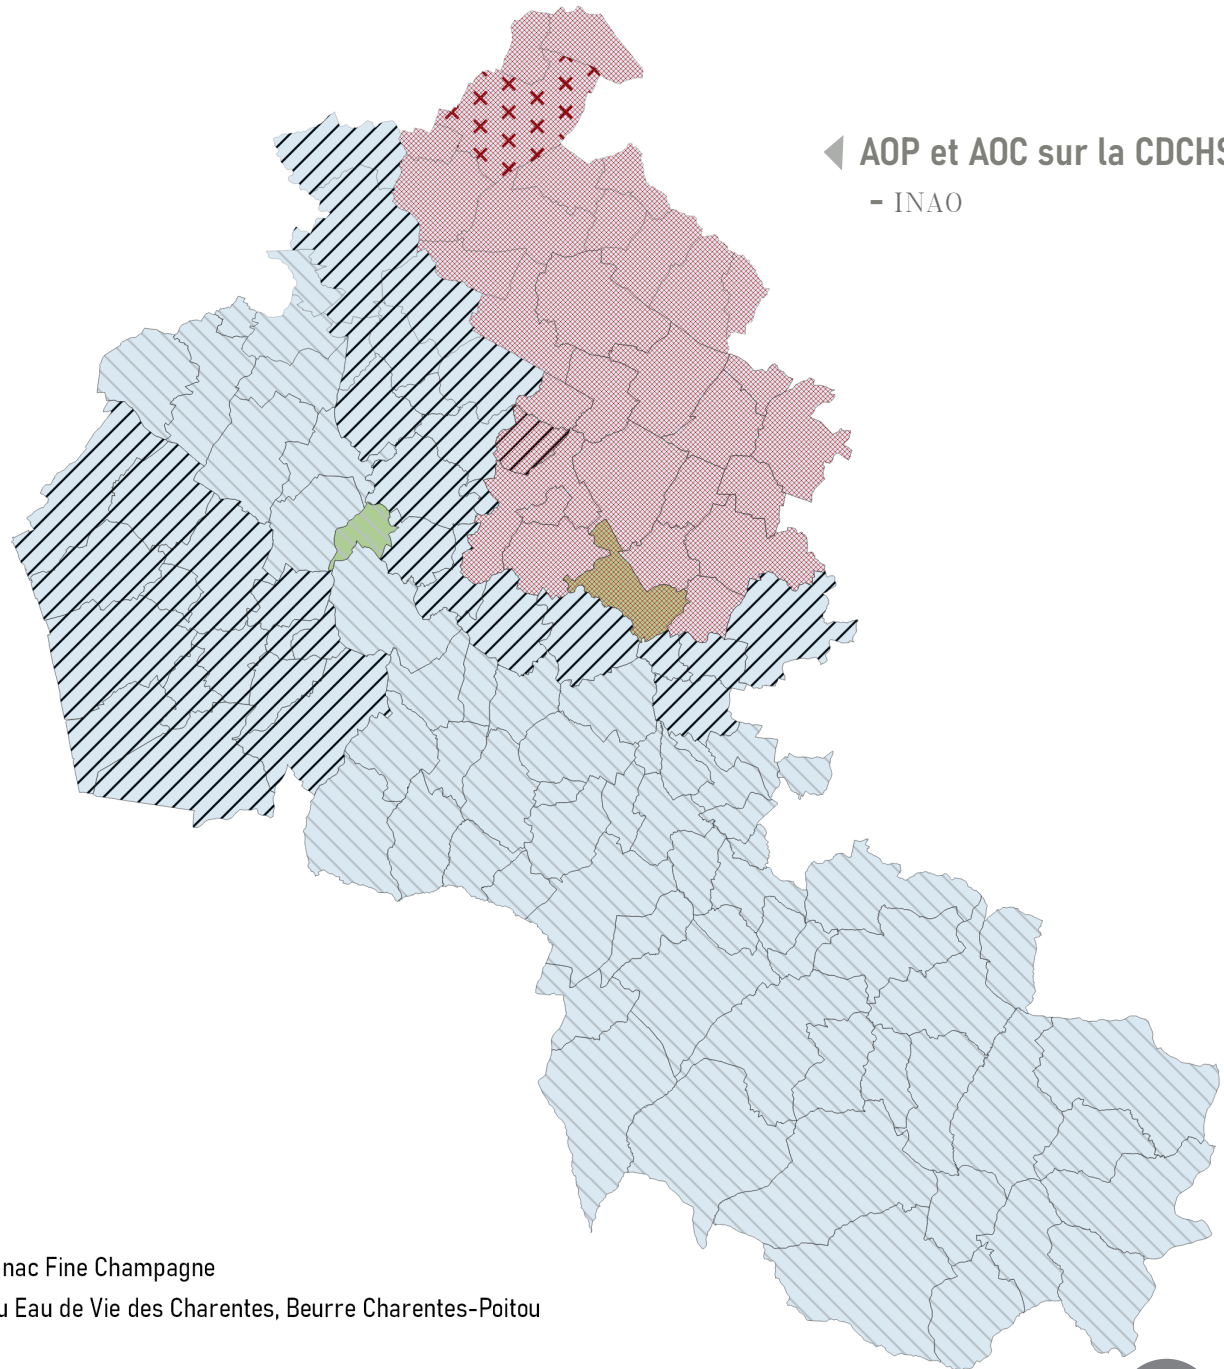 AOP et AOC sur la CDCHS
- INAO
nac Fine Champagne
u Eau de Vie des Charentes, Beurre Charentes-Poitou